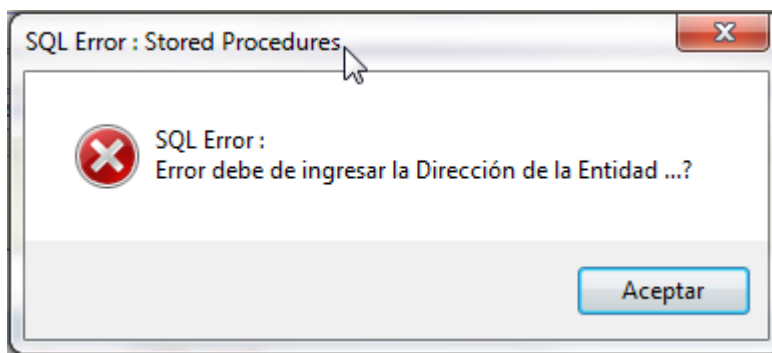 SQL Error : Stored Procedures
SQL Error :
Error debe de ingresar la Dirección de la Entidad ...?
Aceptar